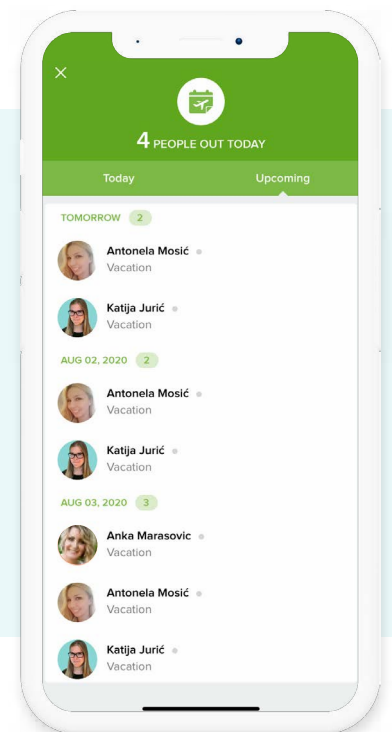 4 PEOPLE OUT TODAY
Today Upcoming
TOMORROW 2
Antonela Mosić
Vacation
Katija Jurić
Vacation
AUG 02, 2020 2
Antonela Mosić
Vacation
Katija Jurić
Vacation
AUG 03, 2020 3
Anka Marasovic
Vacation
Antonela Mosić
Vacation
Katija Jurić
Vacation